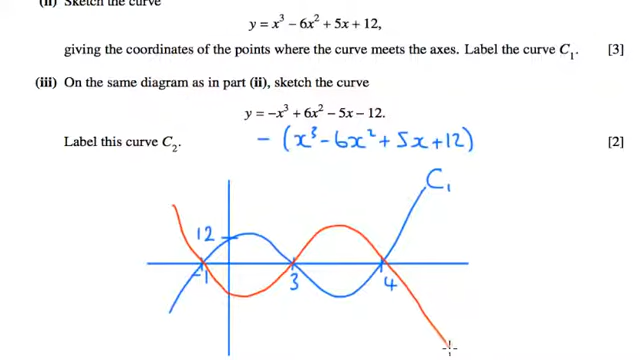 (ii) Sketch the curve
y = x³ − 6x² + 5x + 12,
giving the coordinates of the points where the curve meets the axes. Label the curve C₁. [3]
(iii) On the same diagram as in part (ii), sketch the curve
y = −x³ + 6x² − 5x − 12.
Label this curve C₂. [2]
− (x³ − 6x² + 5x + 12)
C₁
12
−1 3 4